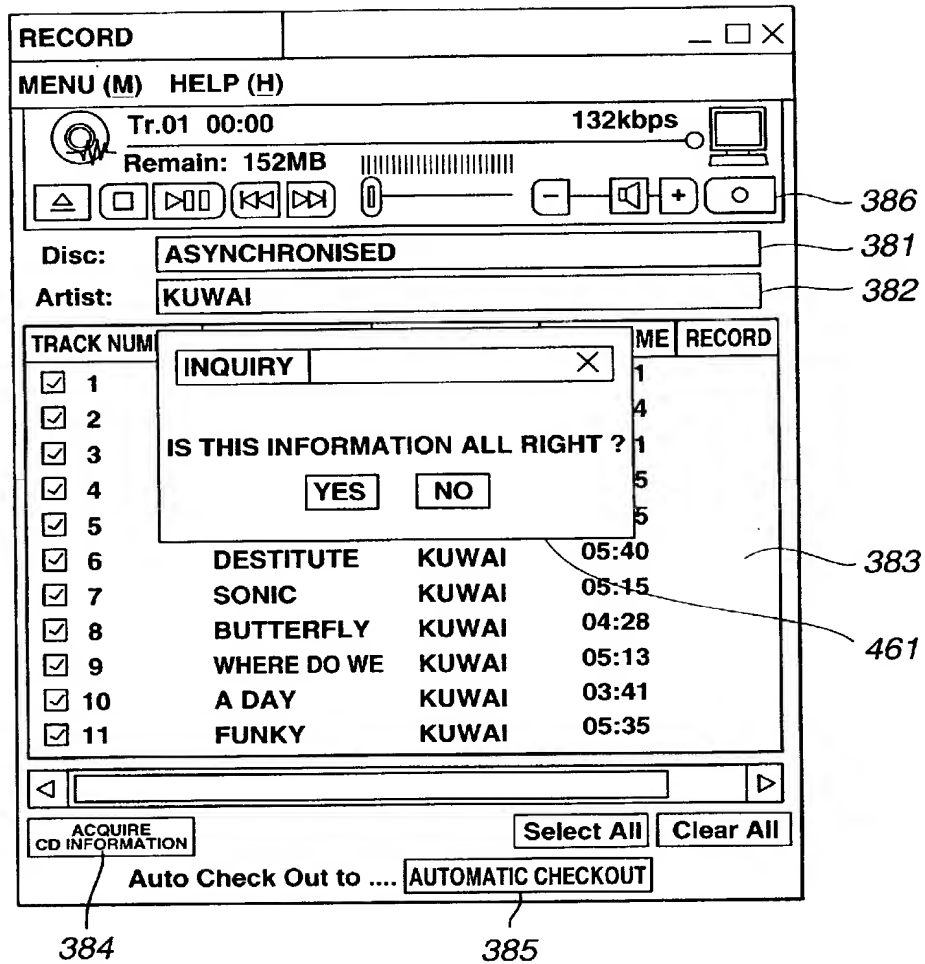 RECORD
MENU (M) HELP (H)
Tr.01 00:00 132kbps
Remain: 152MB
386
Disc: ASYNCHRONISED 381
Artist: KUWAI 382
TRACK NUM ME RECORD
INQUIRY
1 1
2 4
3 IS THIS INFORMATION ALL RIGHT ? 1
4 YES NO 5
5 5
6 DESTITUTE KUWAI 05:40 383
7 SONIC KUWAI 05:15
8 BUTTERFLY KUWAI 04:28
461
9 WHERE DO WE KUWAI 05:13
10 A DAY KUWAI 03:41
11 FUNKY KUWAI 05:35
ACQUIRE
CD INFORMATION Select All Clear All
Auto Check Out to .... AUTOMATIC CHECKOUT
384 385